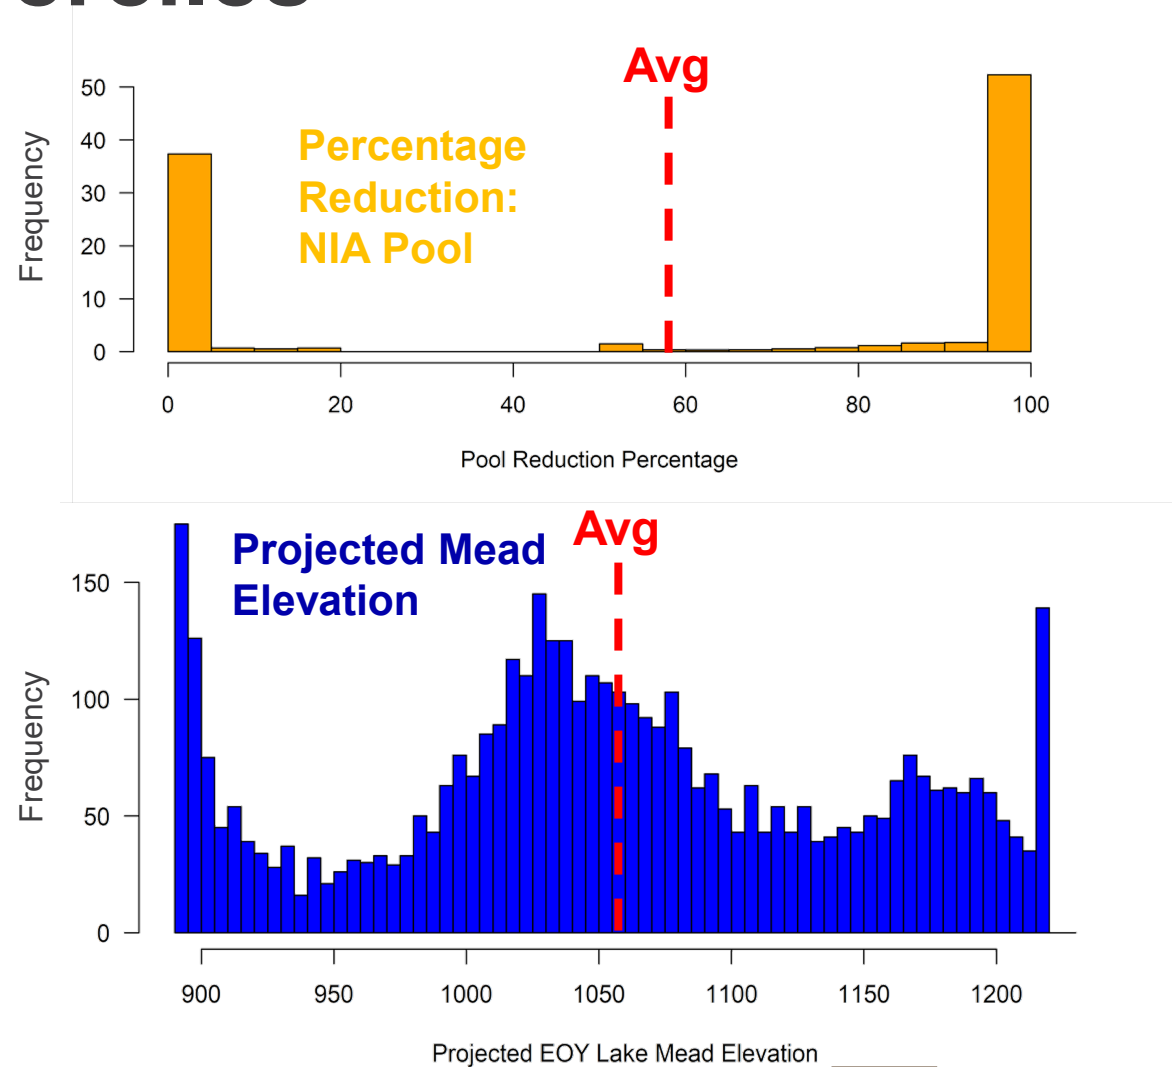 Avg
Percentage
Reduction:
NIA Pool
Frequency
50
40
30
20
10
0
0 20 40 60 80 100
Pool Reduction Percentage
Avg
Projected Mead
Elevation
Frequency
150
100
50
0
900 950 1000 1050 1100 1150 1200
Projected EOY Lake Mead Elevation